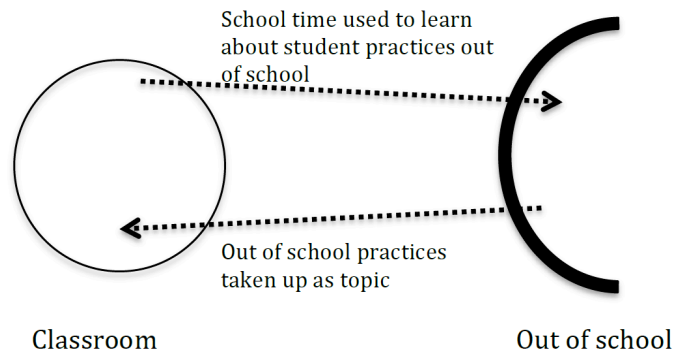 School time used to learn
about student practices out
of school
Out of school practices
taken up as topic
Classroom
Out of school